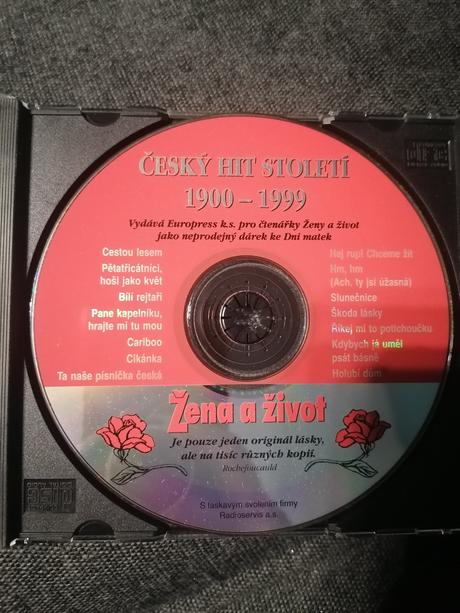 ČESKÝ HIT STOLETÍ
1900 – 1999
Vydává Europress k.s. pro čtenářky Ženy a život
jako neprodejný dárek ke Dni matek
Cestou lesem
Pětatřicátníci,
hoši jako květ
Bílí rejtaři
Pane kapelníku,
hrajte mi tu mou
Cariboo
Cikánka
Ta naše písnička česká
Hej rup! Chceme žít
Hm, hm
(Ach, ty jsi úžasná)
Slunečnice
Škoda lásky
Říkej mi to potichoučku
Kdybych já uměl
psát básně
Holubí dům
Žena a život
Je pouze jeden originál lásky,
ale na tisíc různých kopií.
Rochefoucauld
S laskavým svolením firmy
Radioservis a.s.